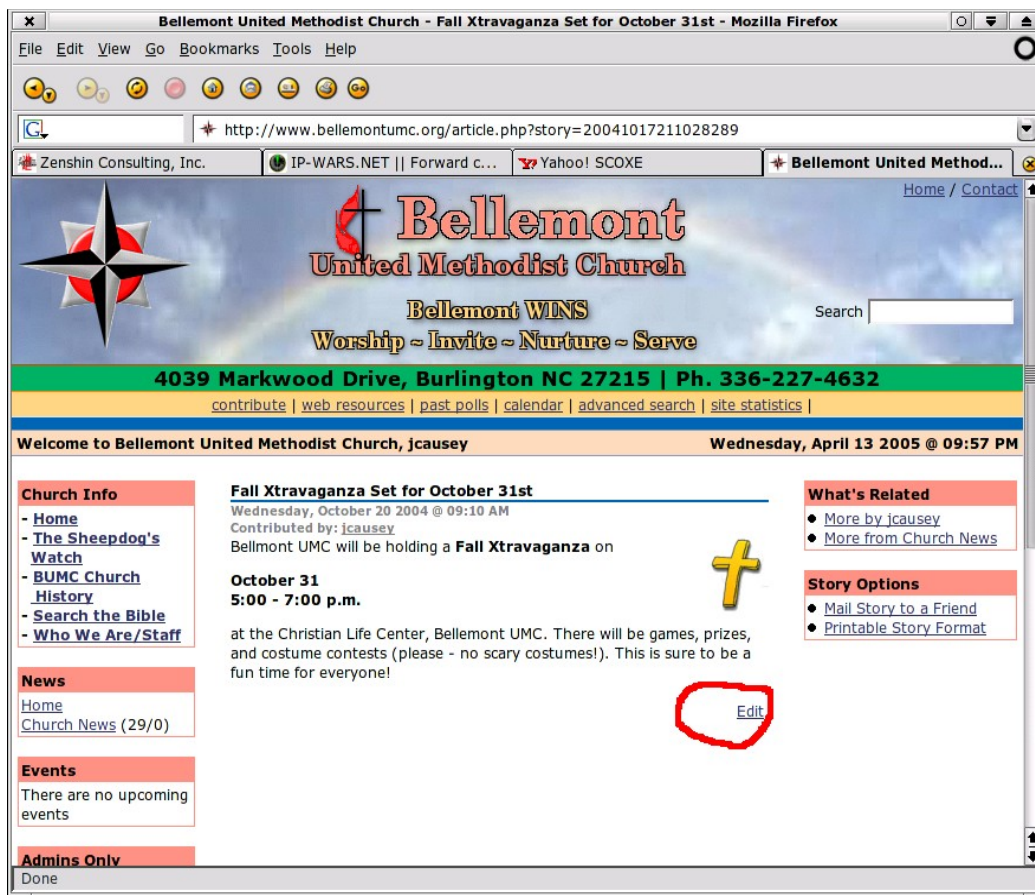 Bellemont United Methodist Church - Fall Xtravaganza Set for October 31st - Mozilla Firefox
File Edit View Go Bookmarks Tools Help
Go
G
http://www.bellemontumc.org/article.php?story=20041017211028289
Zenshin Consulting, Inc.
IP-WARS.NET || Forward c...
Yahoo! SCOXE
Bellemont United Method...
Home / Contact
Bellemont
United Methodist Church
Bellemont WINS
Worship ~ Invite ~ Nurture ~ Serve
Search
4039 Markwood Drive, Burlington NC 27215 | Ph. 336-227-4632
contribute | web resources | past polls | calendar | advanced search | site statistics |
Welcome to Bellemont United Methodist Church, jcausey
Wednesday, April 13 2005 @ 09:57 PM
Church Info
- Home
- The Sheepdog's
Watch
- BUMC Church
History
- Search the Bible
- Who We Are/Staff
News
Home
Church News (29/0)
Events
There are no upcoming
events
Admins Only
Fall Xtravaganza Set for October 31st
Wednesday, October 20 2004 @ 09:10 AM
Contributed by: jcausey
Bellmont UMC will be holding a Fall Xtravaganza on
October 31
5:00 - 7:00 p.m.
at the Christian Life Center, Bellemont UMC. There will be games, prizes,
and costume contests (please - no scary costumes!). This is sure to be a
fun time for everyone!
Edit
What's Related
More by jcausey
More from Church News
Story Options
Mail Story to a Friend
Printable Story Format
Done